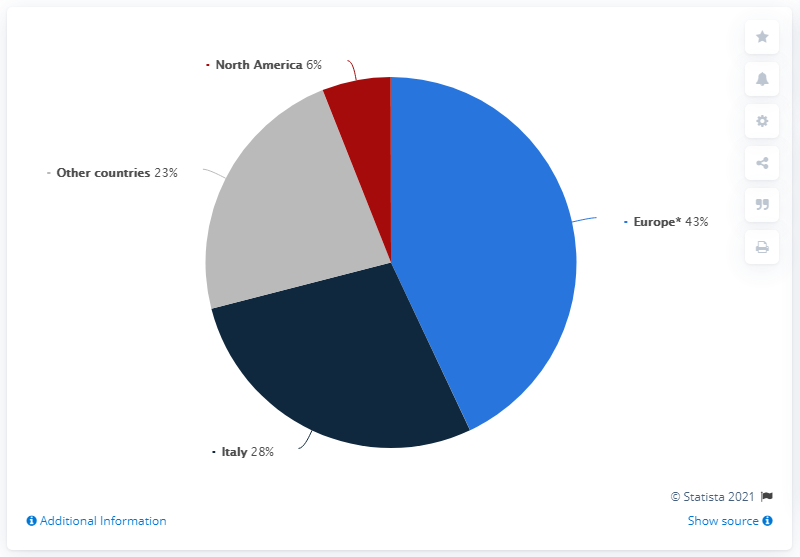 North America 6%
Other countries 23%
Europe* 43%
Italy 28%
© Statista 2021
Additional Information
Show source